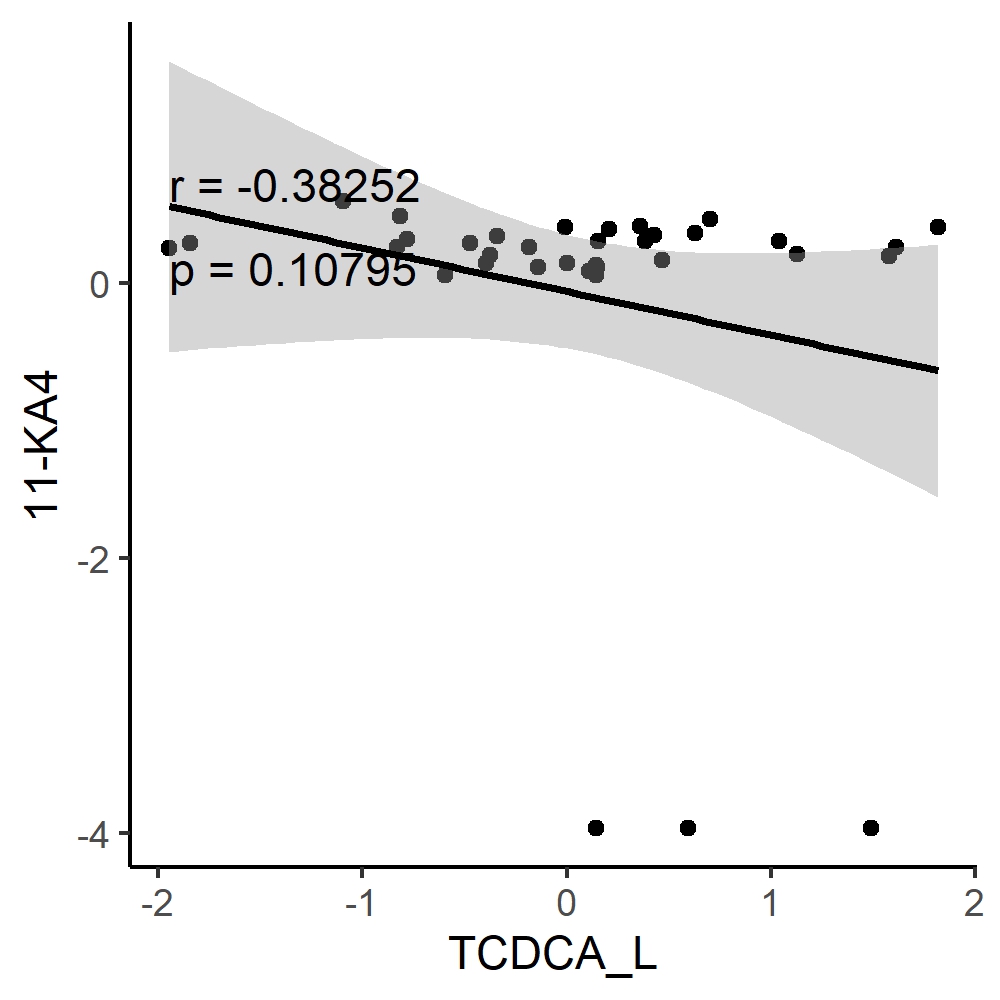 r = -0.38252
p = 0.10795
0
-2
-4
11-KA4
-2
-1
0
1
2
TCDCA_L